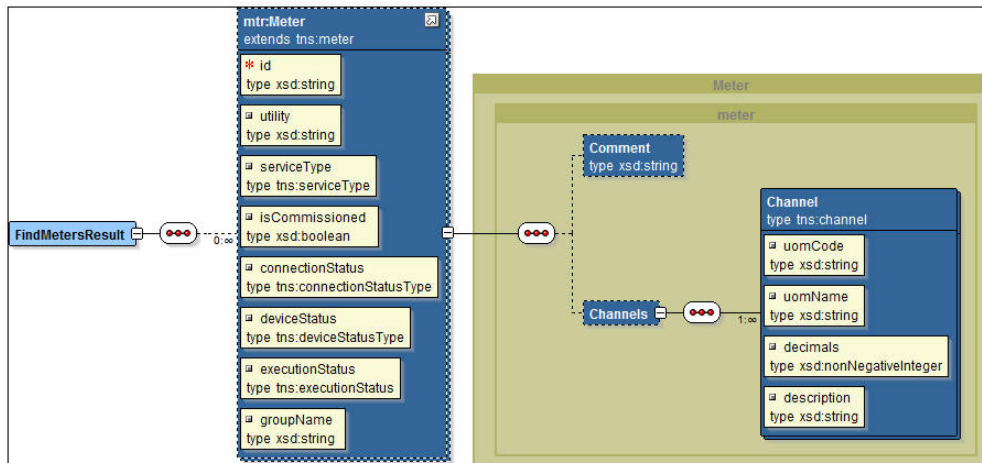 FindMetersResult
0:∞
mtr:Meter
extends tns:meter
* id
type xsd:string
utility
type xsd:string
serviceType
type tns:serviceType
isCommissioned
type xsd:boolean
connectionStatus
type tns:connectionStatusType
deviceStatus
type tns:deviceStatusType
executionStatus
type tns:executionStatus
groupName
type xsd:string
Meter
meter
Comment
type xsd:string
Channels
1:∞
Channel
type tns:channel
uomCode
type xsd:string
uomName
type xsd:string
decimals
type xsd:nonNegativeInteger
description
type xsd:string